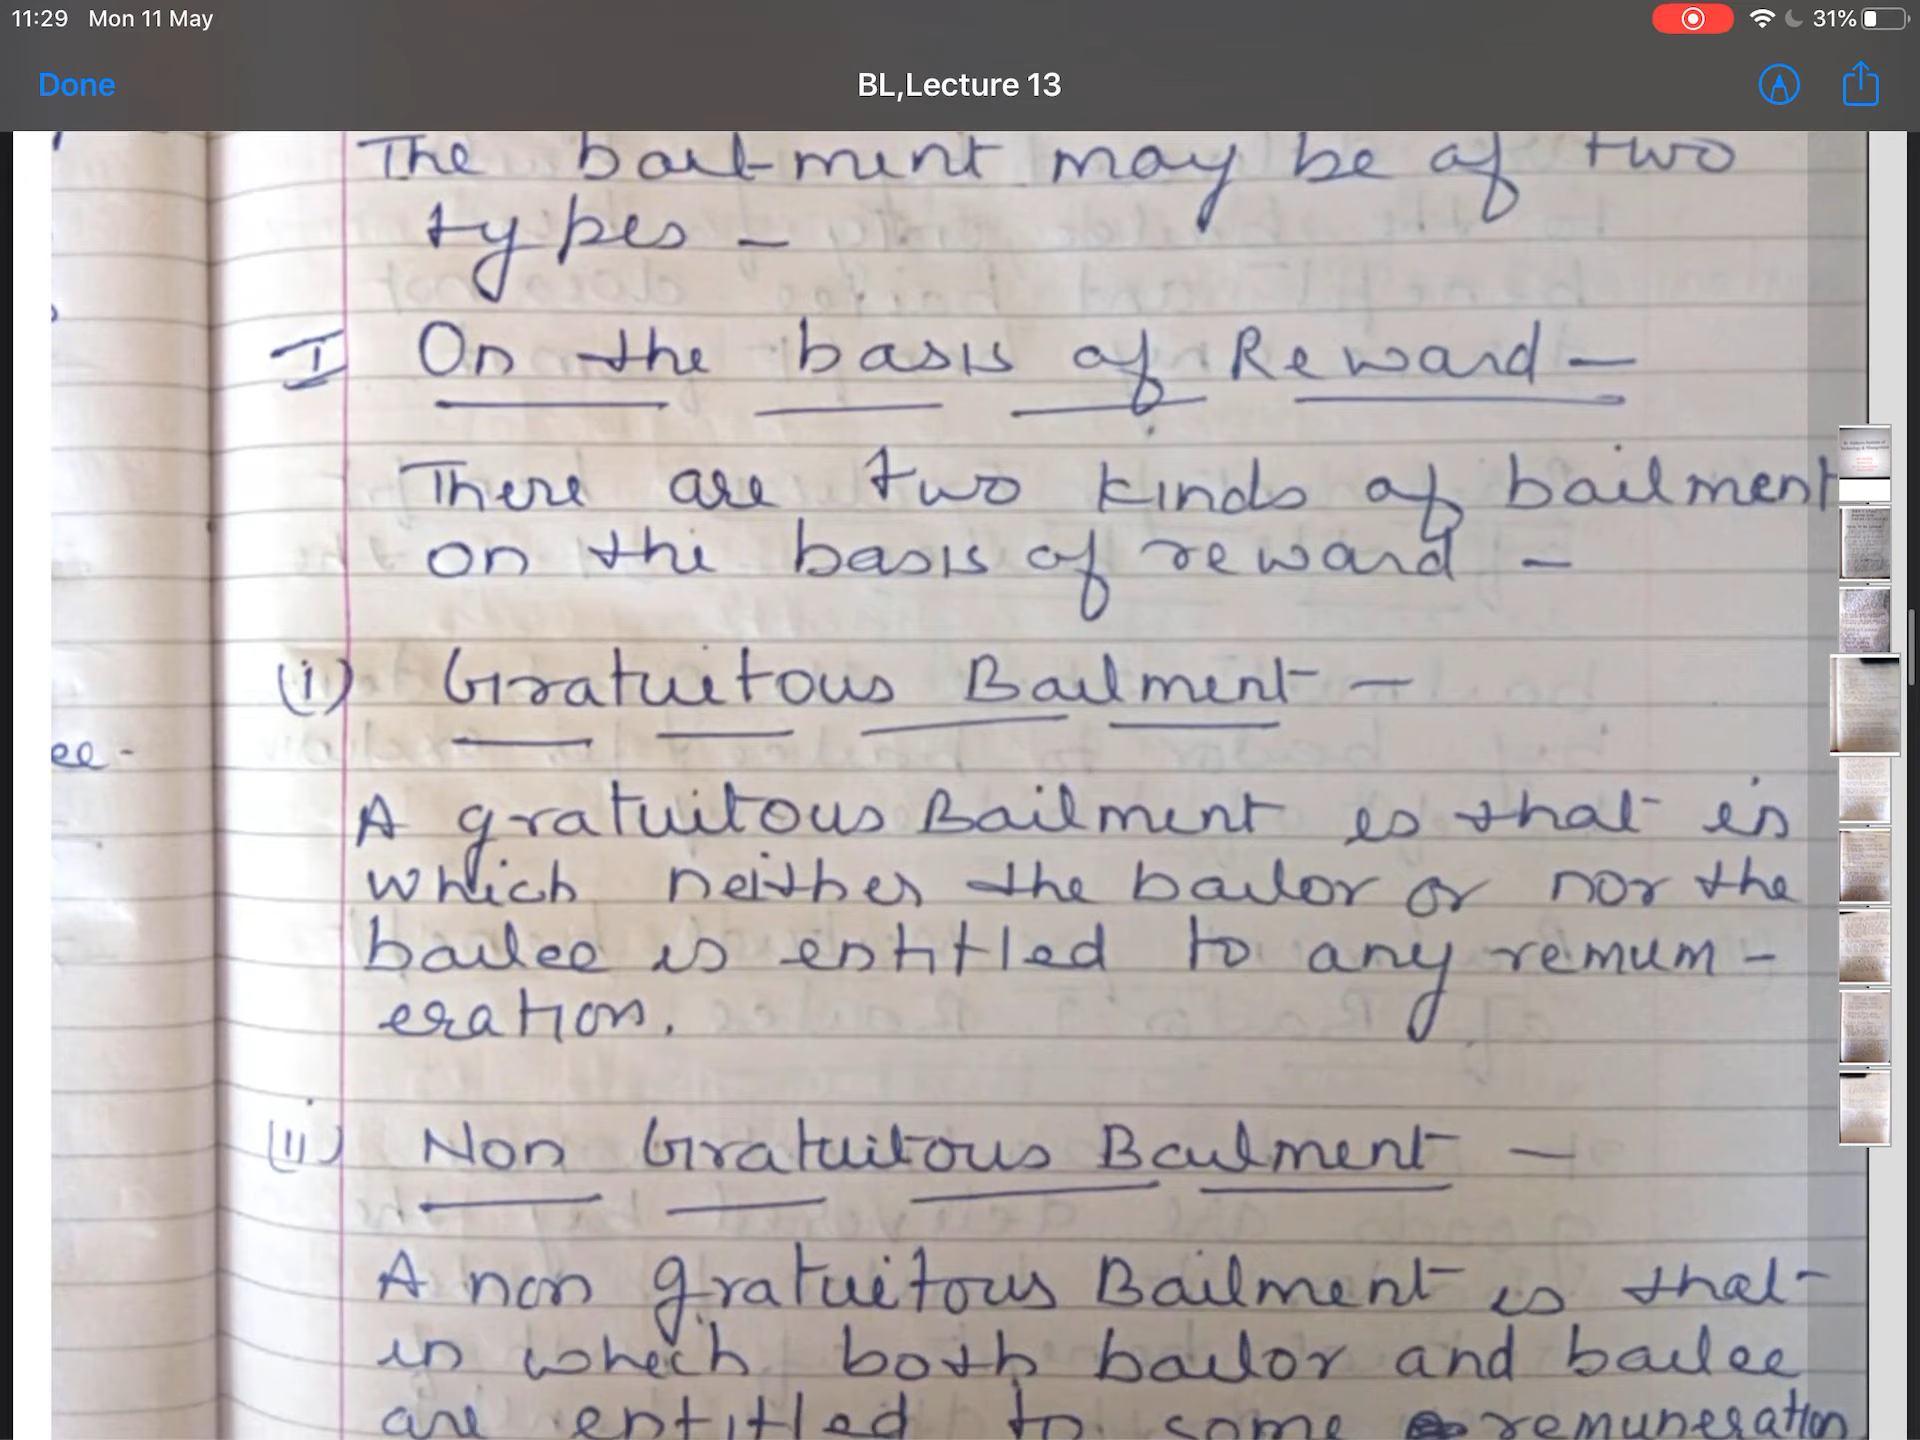 11:29 Mon 11 May 31%
Done BL,Lecture 13
The bailment may be of two
types -
I On the basis of Reward -
There are two kinds of bailment
on the basis of reward -
(i) Gratuitous Bailment -
ee -
A gratuitous Bailment is that in
which neither the bailor or nor the
bailee is entitled to any remum -
eration.
(ii) Non Gratuitous Bailment -
A non gratuitous Bailment is that
in which both bailor and bailee
are entitled to some remuneration